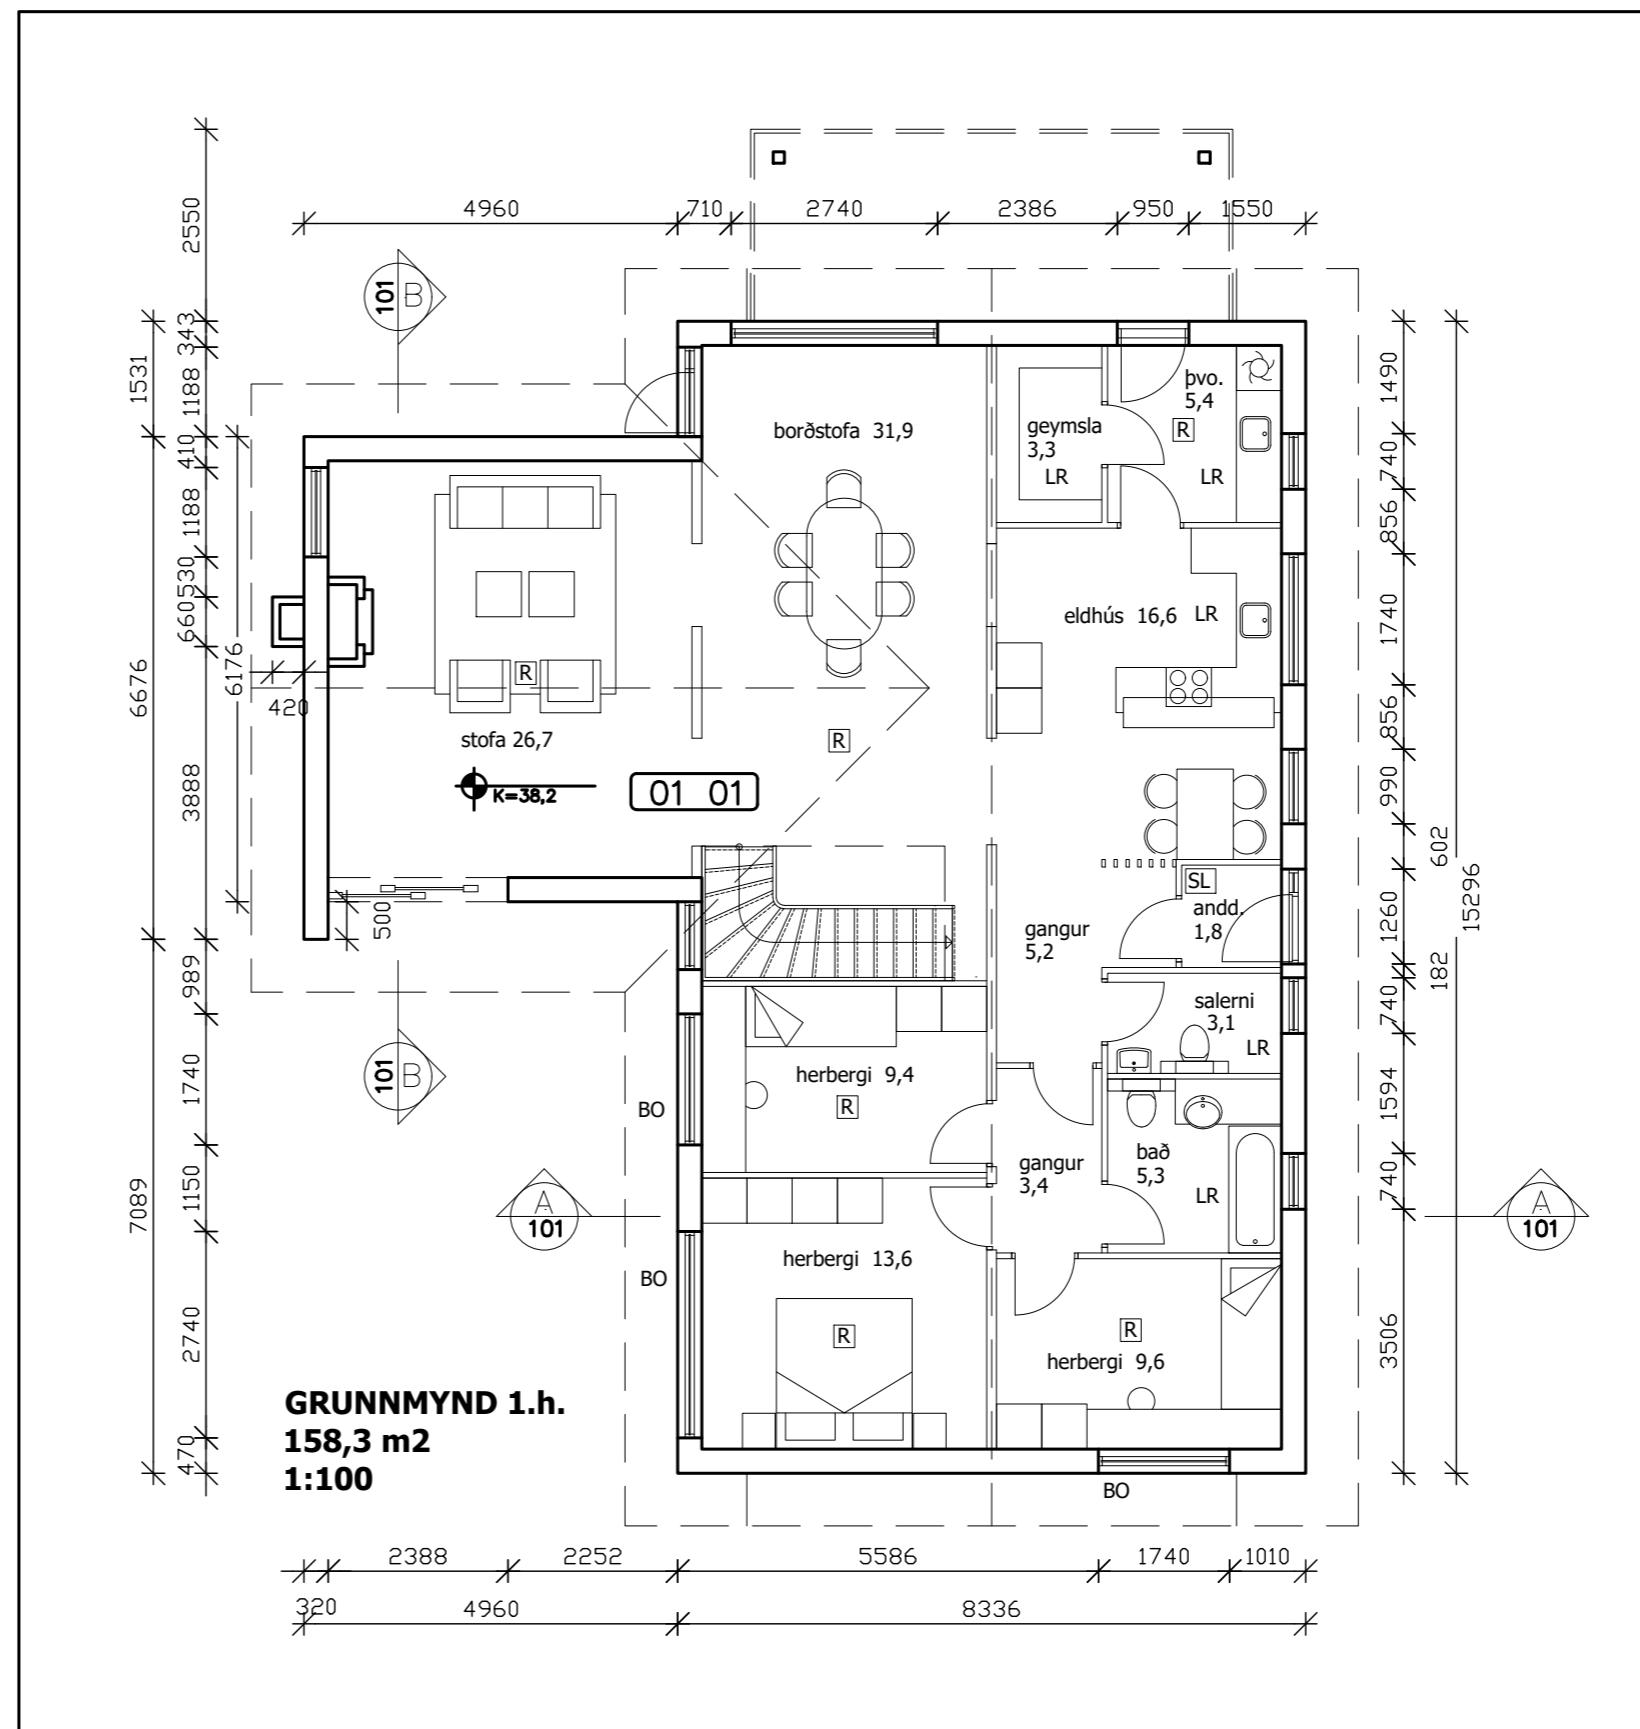 4960
710
2740
2386
950
1550
2550
343
1188
410
1188
530
660
3888
989
1740
1150
2740
470
1531
6676
7089
6176
420
500
101
B
þvo.
5,4
R
LR
geymsla
3,3
LR
borðstofa 31,9
eldhús 16,6
LR
R
stofa 26,7
R
K=38,2
01 01
SL
andd.
1,8
gangur
5,2
salerni
3,1
LR
101
B
herbergi 9,4
R
BO
gangur
3,4
bað
5,3
LR
A
101
A
101
BO
herbergi 13,6
R
R
herbergi 9,6
BO
1490
740
856
1740
856
990
602
1260
182
740
1594
740
3506
15296
GRUNNMYND 1.h.
158,3 m2
1:100
2388
2252
5586
1740
1010
320
4960
8336